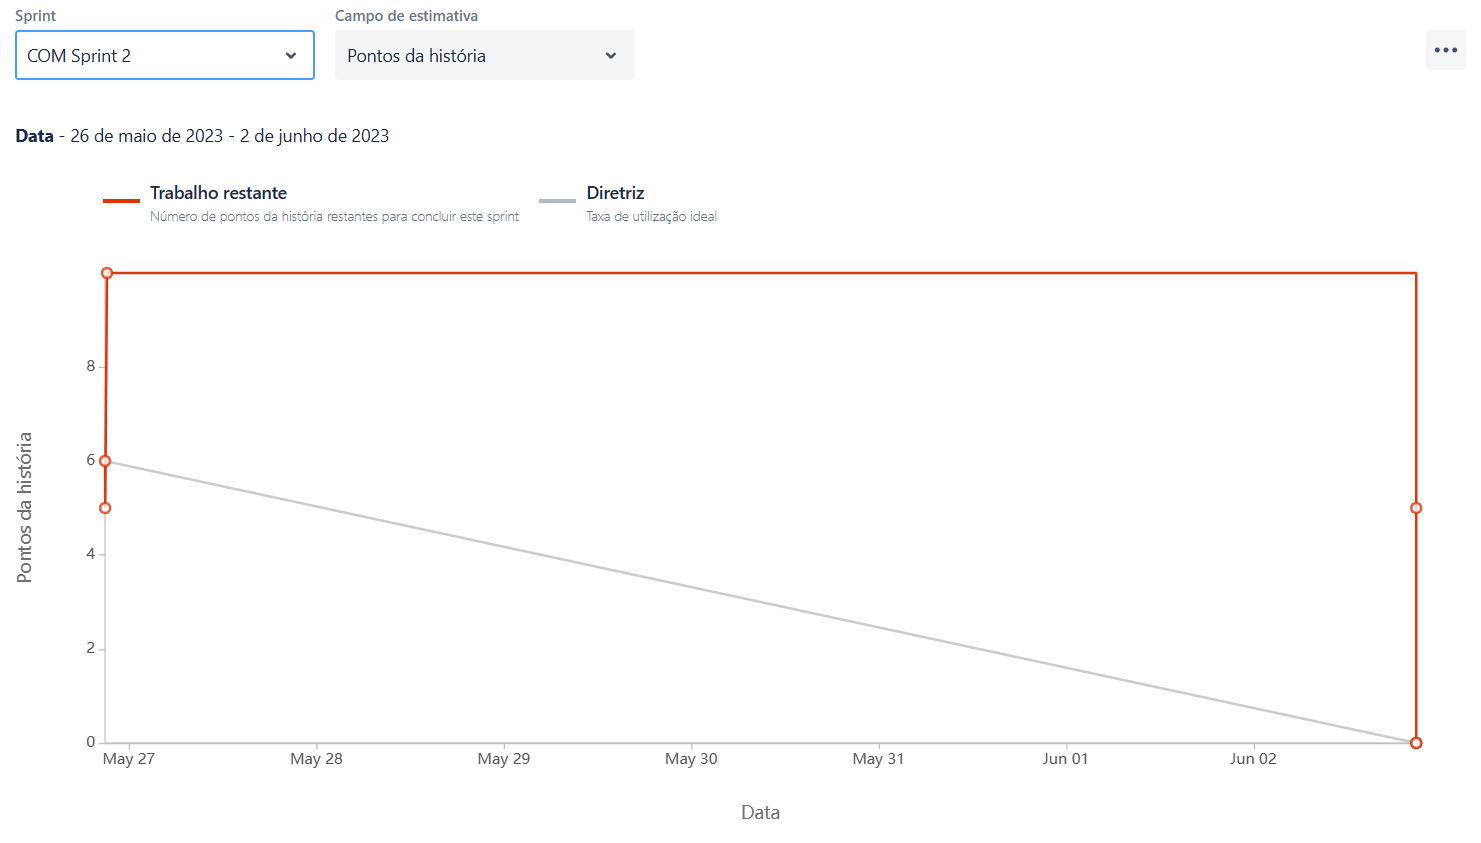 Sprint
Campo de estimativa
COM Sprint 2
Pontos da história
Data - 26 de maio de 2023 - 2 de junho de 2023
Trabalho restante
Número de pontos da história restantes para concluir este sprint
Diretriz
Taxa de utilização ideal
8
6
4
2
0
Pontos da história
May 27
May 28
May 29
May 30
May 31
Jun 01
Jun 02
Data